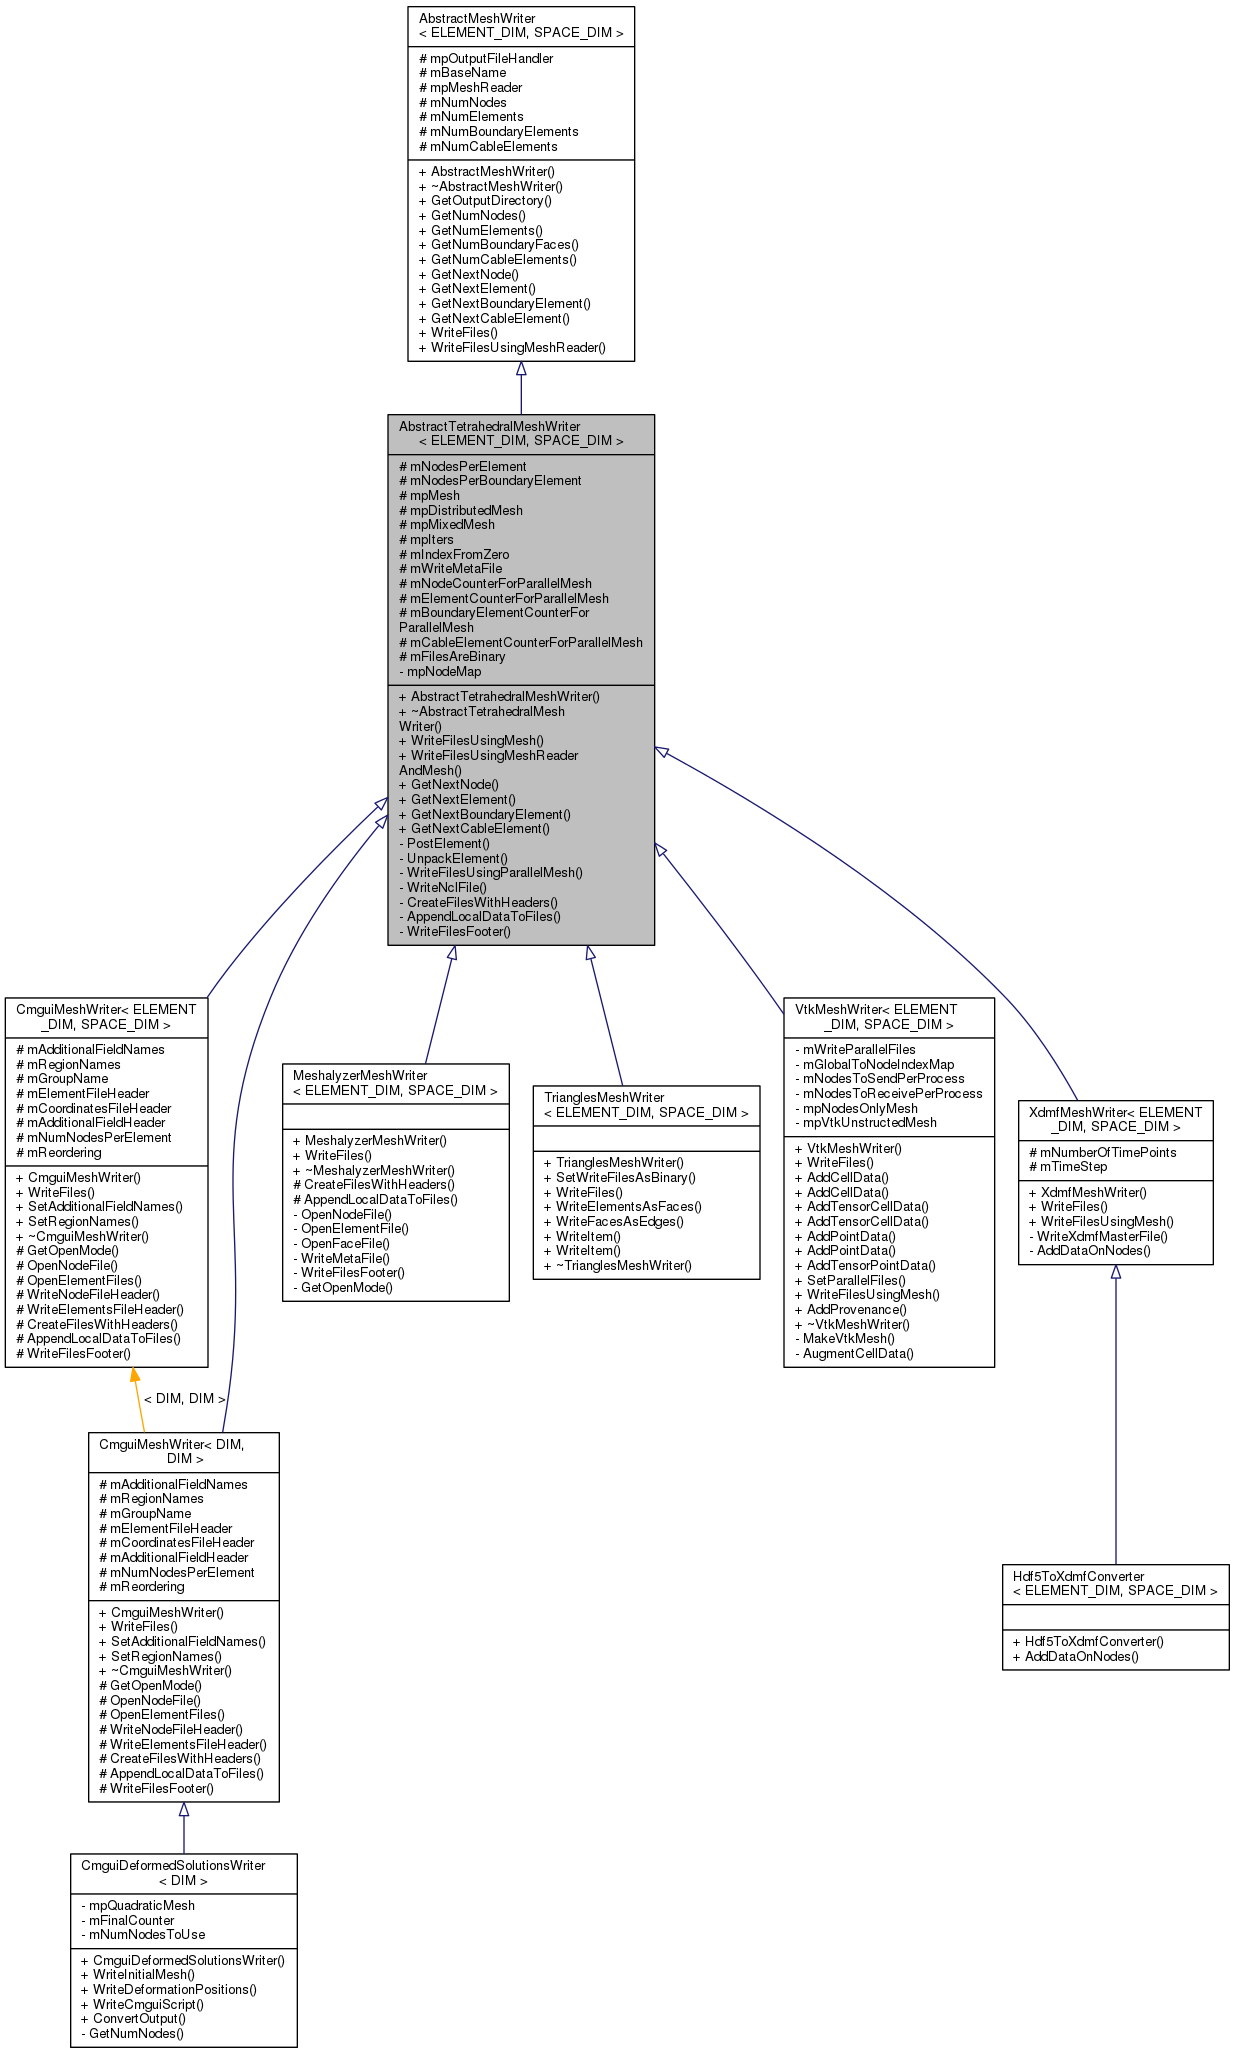 AbstractMeshWriter
< ELEMENT_DIM, SPACE_DIM >
# mpOutputFileHandler
# mBaseName
# mpMeshReader
# mNumNodes
# mNumElements
# mNumBoundaryElements
# mNumCableElements
+ AbstractMeshWriter()
+ ~AbstractMeshWriter()
+ GetOutputDirectory()
+ GetNumNodes()
+ GetNumElements()
+ GetNumBoundaryFaces()
+ GetNumCableElements()
+ GetNextNode()
+ GetNextElement()
+ GetNextBoundaryElement()
+ GetNextCableElement()
+ WriteFiles()
+ WriteFilesUsingMeshReader()
AbstractTetrahedralMeshWriter
< ELEMENT_DIM, SPACE_DIM >
# mNodesPerElement
# mNodesPerBoundaryElement
# mpMesh
# mpDistributedMesh
# mpMixedMesh
# mpIters
# mIndexFromZero
# mWriteMetaFile
# mNodeCounterForParallelMesh
# mElementCounterForParallelMesh
# mBoundaryElementCounterFor
ParallelMesh
# mCableElementCounterForParallelMesh
# mFilesAreBinary
- mpNodeMap
+ AbstractTetrahedralMeshWriter()
+ ~AbstractTetrahedralMesh
Writer()
+ WriteFilesUsingMesh()
+ WriteFilesUsingMeshReader
AndMesh()
+ GetNextNode()
+ GetNextElement()
+ GetNextBoundaryElement()
+ GetNextCableElement()
- PostElement()
- UnpackElement()
- WriteFilesUsingParallelMesh()
- WriteNclFile()
- CreateFilesWithHeaders()
- AppendLocalDataToFiles()
- WriteFilesFooter()
CmguiMeshWriter< ELEMENT
_DIM, SPACE_DIM >
# mAdditionalFieldNames
# mRegionNames
# mGroupName
# mElementFileHeader
# mCoordinatesFileHeader
# mAdditionalFieldHeader
# mNumNodesPerElement
# mReordering
+ CmguiMeshWriter()
+ WriteFiles()
+ SetAdditionalFieldNames()
+ SetRegionNames()
+ ~CmguiMeshWriter()
# GetOpenMode()
# OpenNodeFile()
# OpenElementFiles()
# WriteNodeFileHeader()
# WriteElementsFileHeader()
# CreateFilesWithHeaders()
# AppendLocalDataToFiles()
# WriteFilesFooter()
MeshalyzerMeshWriter
< ELEMENT_DIM, SPACE_DIM >
+ MeshalyzerMeshWriter()
+ WriteFiles()
+ ~MeshalyzerMeshWriter()
# CreateFilesWithHeaders()
# AppendLocalDataToFiles()
- OpenNodeFile()
- OpenElementFile()
- OpenFaceFile()
- WriteMetaFile()
- WriteFilesFooter()
- GetOpenMode()
TrianglesMeshWriter
< ELEMENT_DIM, SPACE_DIM >
+ TrianglesMeshWriter()
+ SetWriteFilesAsBinary()
+ WriteFiles()
+ WriteElementsAsFaces()
+ WriteFacesAsEdges()
+ WriteItem()
+ WriteItem()
+ ~TrianglesMeshWriter()
VtkMeshWriter< ELEMENT
_DIM, SPACE_DIM >
- mWriteParallelFiles
- mGlobalToNodeIndexMap
- mNodesToSendPerProcess
- mNodesToReceivePerProcess
- mpNodesOnlyMesh
- mpVtkUnstructedMesh
+ VtkMeshWriter()
+ WriteFiles()
+ AddCellData()
+ AddCellData()
+ AddTensorCellData()
+ AddTensorCellData()
+ AddPointData()
+ AddPointData()
+ AddTensorPointData()
+ SetParallelFiles()
+ WriteFilesUsingMesh()
+ AddProvenance()
+ ~VtkMeshWriter()
- MakeVtkMesh()
- AugmentCellData()
XdmfMeshWriter< ELEMENT
_DIM, SPACE_DIM >
# mNumberOfTimePoints
# mTimeStep
+ XdmfMeshWriter()
+ WriteFiles()
+ WriteFilesUsingMesh()
- WriteXdmfMasterFile()
- AddDataOnNodes()
< DIM, DIM >
CmguiMeshWriter< DIM,
DIM >
# mAdditionalFieldNames
# mRegionNames
# mGroupName
# mElementFileHeader
# mCoordinatesFileHeader
# mAdditionalFieldHeader
# mNumNodesPerElement
# mReordering
+ CmguiMeshWriter()
+ WriteFiles()
+ SetAdditionalFieldNames()
+ SetRegionNames()
+ ~CmguiMeshWriter()
# GetOpenMode()
# OpenNodeFile()
# OpenElementFiles()
# WriteNodeFileHeader()
# WriteElementsFileHeader()
# CreateFilesWithHeaders()
# AppendLocalDataToFiles()
# WriteFilesFooter()
Hdf5ToXdmfConverter
< ELEMENT_DIM, SPACE_DIM >
+ Hdf5ToXdmfConverter()
+ AddDataOnNodes()
CmguiDeformedSolutionsWriter
< DIM >
- mpQuadraticMesh
- mFinalCounter
- mNumNodesToUse
+ CmguiDeformedSolutionsWriter()
+ WriteInitialMesh()
+ WriteDeformationPositions()
+ WriteCmguiScript()
+ ConvertOutput()
- GetNumNodes()